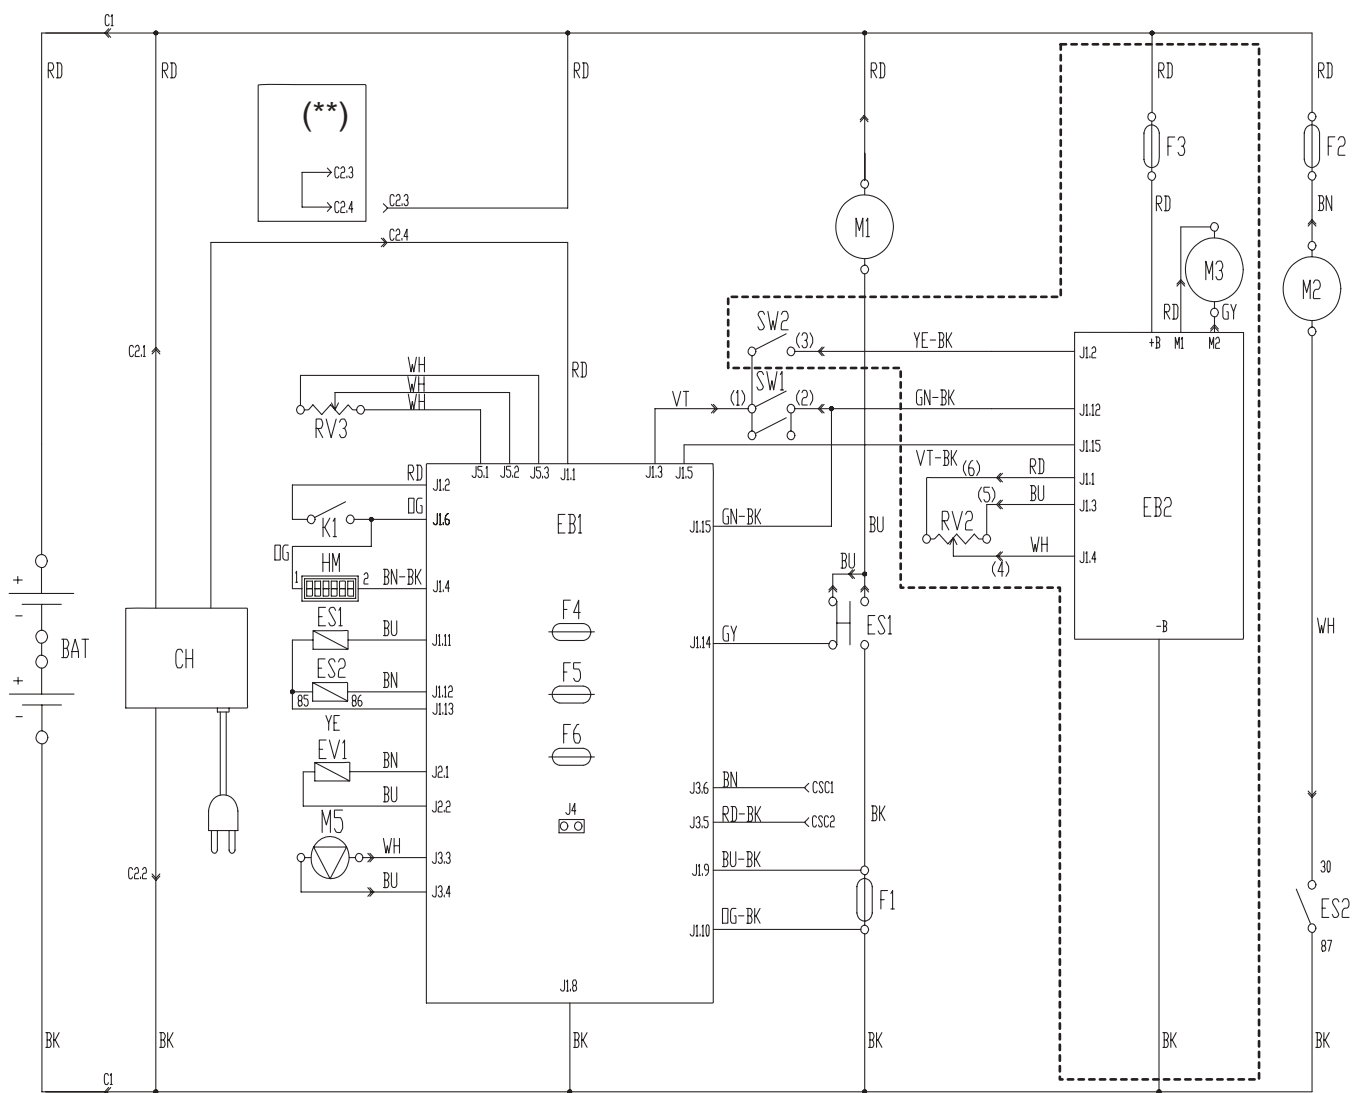 C1
RD RD RD RD RD RD
(**)
C2.3
C2.4
C2.3
C2.4
F3 F2
RD BN
M1
M3
M2
RD GY
+B M1 M2
C2.1
SW2
(3) YE-BK J1.2
WH
WH
WH
RD
RV3
SW1
VT (1) (2) GN-BK J1.12
J1.15
J5.1 J5.2 J5.3 J1.1 J1.3 J1.5
VT-BK (6) RD J1.1
(5) BU J1.3
RV2
WH J1.4
(4)
EB2
RD J1.2
OG J1.6
K1
EB1
J1.15 GN-BK
BU
OG
HM
1 2 BN-BK J1.4
BU
ES1
BU J1.11
F4
J1.14 GY
ES1
-B
WH
+
-
BAT
+
-
CH
ES2
BN J1.12
85 86
J1.13
F5
YE
EV1
BN J2.1
BU J2.2
F6
J4
J3.6 BN CSC1
J3.5 RD-BK CSC2
BK
M5
WH J3.3
BU J3.4
C2.2
J1.9 BU-BK
F1
J1.10 OG-BK
30
ES2
87
J1.8
BK BK BK BK BK BK
C1